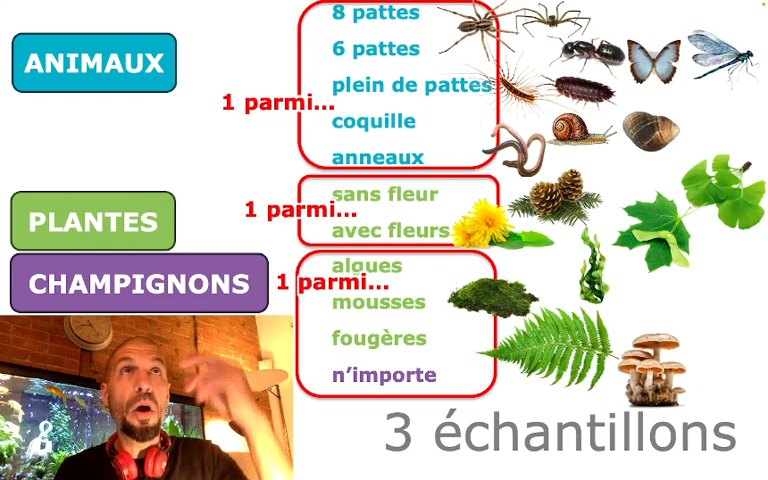 8 pattes
6 pattes
ANIMAUX
plein de pattes
1 parmi...
coquille
anneaux
sans fleur
1 parmi...
PLANTES
avec fleurs
algues
CHAMPIGNONS
1 parmi...
mousses
fougères
n'importe
3 échantillons